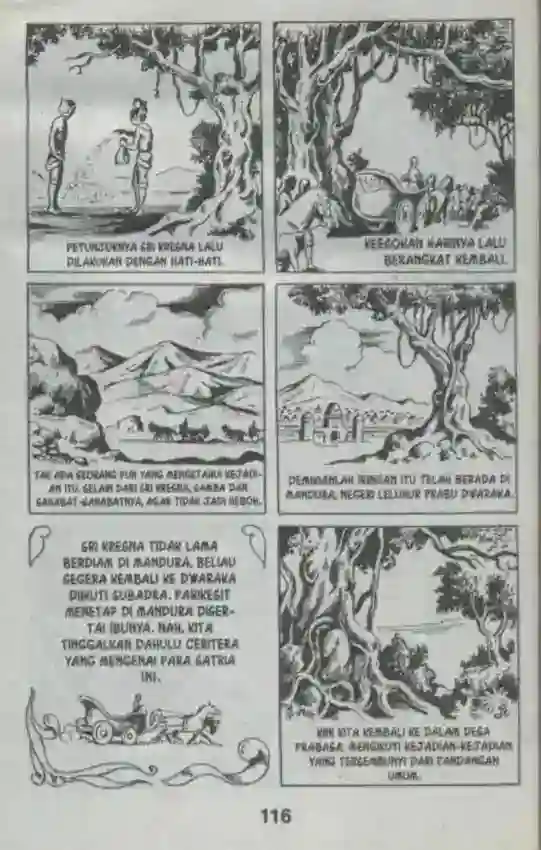 PETUNJUKNYA SRI KRESNA LALU
DILAKUKAN DENGAN HATI-HATI.
KEESOKAN HARINYA LALU
BERANGKAT KEMBALI.
TAK ADA SEORANG PUN YANG MENGETAHUI KEJADI-
AN ITU, SELAIN DARI SRI KRESNA, SAMBA DAN
SAHABAT-SAHABATNYA, AGAR TIDAK JADI HEBOH.
DEMIKIANLAH IRINGAN ITU TELAH BERADA DI
MANDURA, NEGERI LELUHUR PRABU DWARAKA.
SRI KRESNA TIDAK LAMA
BERDIAM DI MANDURA. BELIAU
SEGERA KEMBALI KE DWARAKA
DIIKUTI SUBADRA. PARIKESIT
MENETAP DI MANDURA DISER-
TAI IBUNYA. NAH, KITA
TINGGALKAN DAHULU CERITERA
YANG MENGENAI PARA SATRIA
INI.
KITA KEMBALI KE DALAM DESA
PRABASA, MENGIKUTI KEJADIAN-KEJADIAN
YANG TERSEMBUNYI DARI PANDANGAN
UMUM.
116